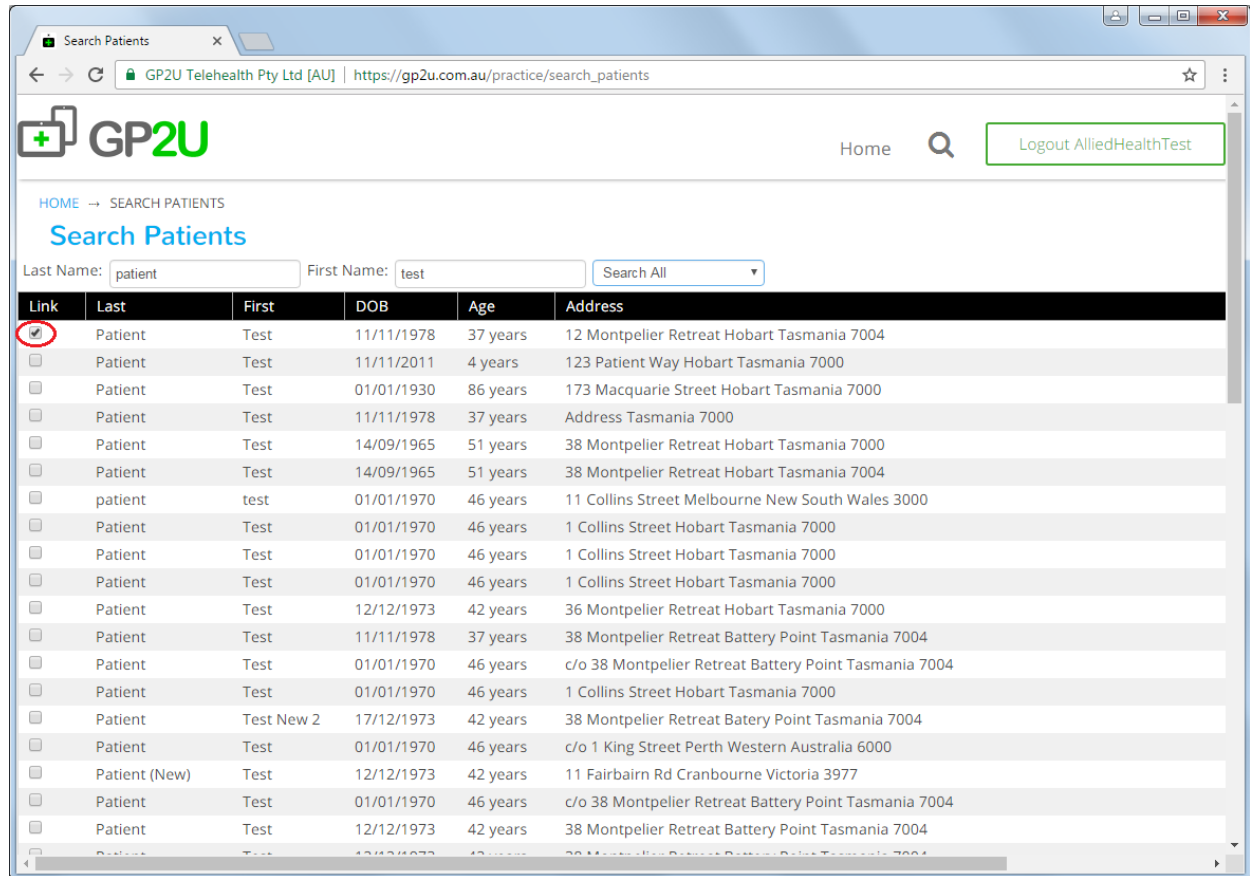 Search Patients
GP2U Telehealth Pty Ltd [AU] | https://gp2u.com.au/practice/search_patients
GP2U
Home Logout AlliedHealthTest
HOME → SEARCH PATIENTS
Search Patients
Last Name: patient First Name: test Search All
Link Last First DOB Age Address
Patient Test 11/11/1978 37 years 12 Montpelier Retreat Hobart Tasmania 7004
Patient Test 11/11/2011 4 years 123 Patient Way Hobart Tasmania 7000
Patient Test 01/01/1930 86 years 173 Macquarie Street Hobart Tasmania 7000
Patient Test 11/11/1978 37 years Address Tasmania 7000
Patient Test 14/09/1965 51 years 38 Montpelier Retreat Hobart Tasmania 7000
Patient Test 14/09/1965 51 years 38 Montpelier Retreat Hobart Tasmania 7004
patient test 01/01/1970 46 years 11 Collins Street Melbourne New South Wales 3000
Patient Test 01/01/1970 46 years 1 Collins Street Hobart Tasmania 7000
Patient Test 01/01/1970 46 years 1 Collins Street Hobart Tasmania 7000
Patient Test 01/01/1970 46 years 1 Collins Street Hobart Tasmania 7000
Patient Test 12/12/1973 42 years 36 Montpelier Retreat Hobart Tasmania 7000
Patient Test 11/11/1978 37 years 38 Montpelier Retreat Battery Point Tasmania 7004
Patient Test 01/01/1970 46 years c/o 38 Montpelier Retreat Battery Point Tasmania 7004
Patient Test 01/01/1970 46 years 1 Collins Street Hobart Tasmania 7000
Patient Test New 2 17/12/1973 42 years 38 Montpelier Retreat Batery Point Tasmania 7004
Patient Test 01/01/1970 46 years c/o 1 King Street Perth Western Australia 6000
Patient (New) Test 12/12/1973 42 years 11 Fairbairn Rd Cranbourne Victoria 3977
Patient Test 01/01/1970 46 years c/o 38 Montpelier Retreat Battery Point Tasmania 7004
Patient Test 12/12/1973 42 years 38 Montpelier Retreat Battery Point Tasmania 7004